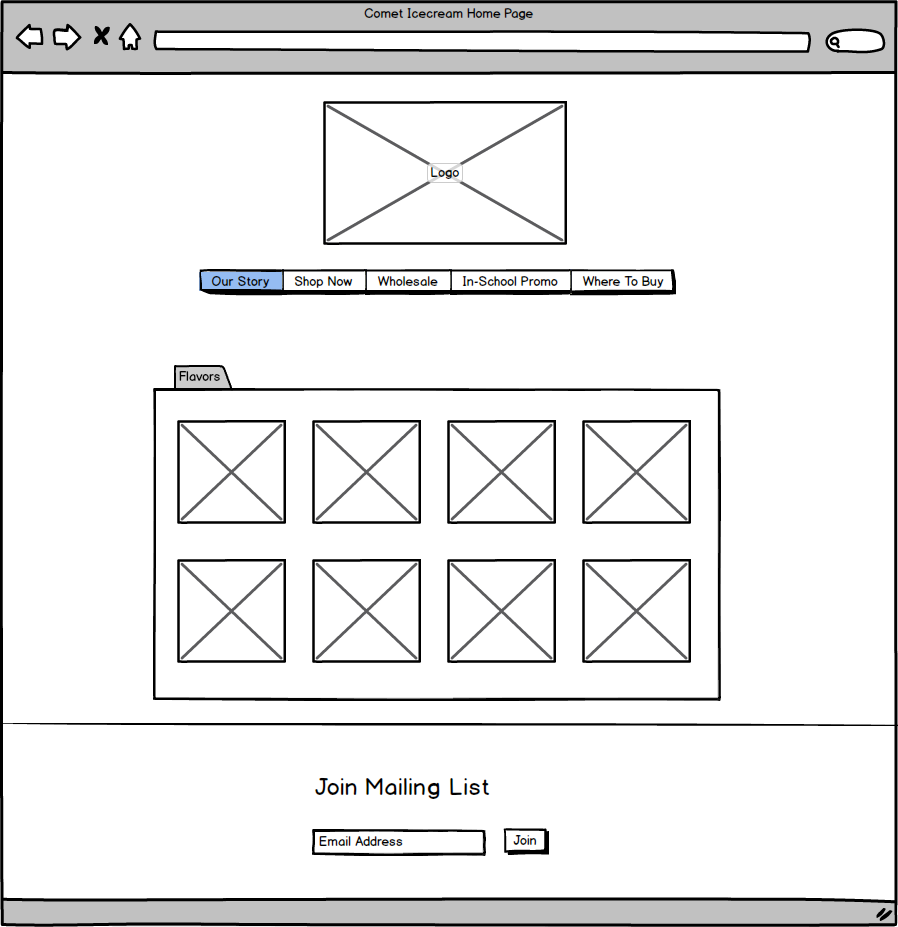 Comet Icecream Home Page
Logo
Our Story Shop Now Wholesale In-School Promo Where To Buy
Flavors
Join Mailing List
Email Address Join